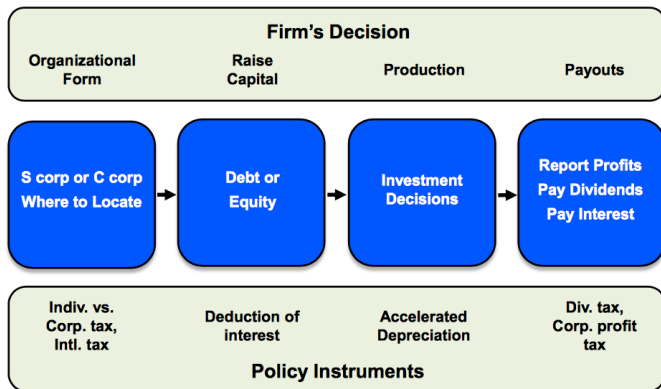 Firm's Decision
Organizational
Form
Raise
Capital
Production
Payouts
S corp or C corp
Where to Locate
Debt or
Equity
Investment
Decisions
Report Profits
Pay Dividends
Pay Interest
Indiv. vs.
Corp. tax,
Intl. tax
Deduction of
interest
Accelerated
Depreciation
Div. tax,
Corp. profit
tax
Policy Instruments